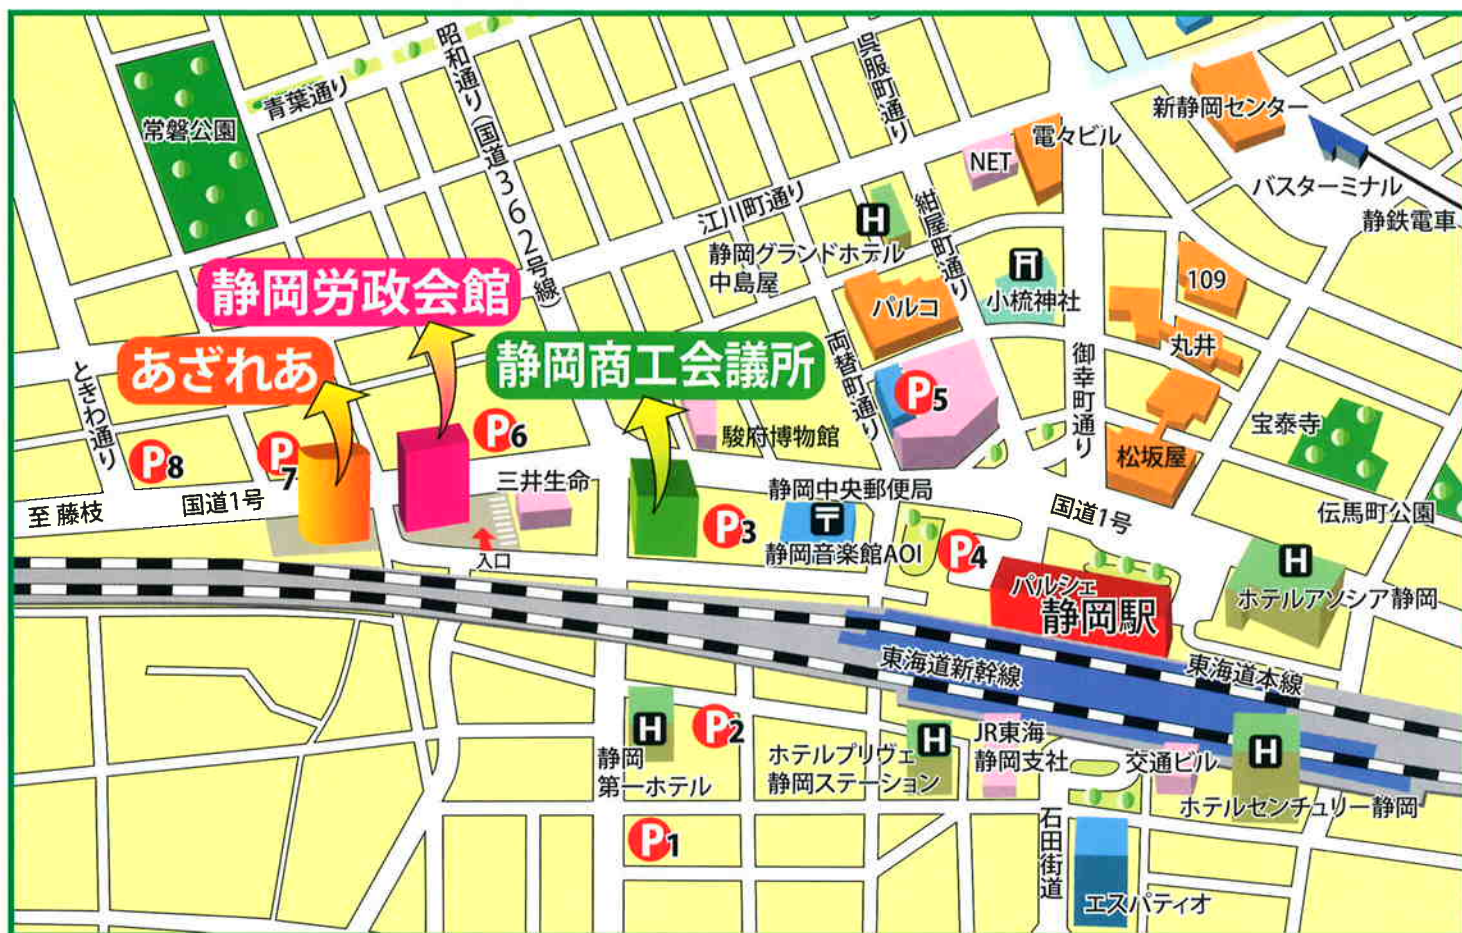 昭和通り(国道362号線)
呉服町通り
青葉通り
常磐公園
新静岡センター
電々ビル
NET
バスターミナル
静鉄電車
江川町通り
紺屋町通り
H
静岡グランドホテル
中島屋
小梳神社
109
静岡労政会館
パルコ
丸井
両替町通り
御幸町通り
静岡商工会議所
あざれあ
ときわ通り
P5
P6
駿府博物館
宝泰寺
松坂屋
P8
P7
三井生命
静岡中央郵便局
〒
国道1号
国道1号
至 藤枝
伝馬町公園
P3
静岡音楽館AOI
P4
入口
H
パルシェ
静岡駅
ホテルアソシア静岡
東海道新幹線
東海道本線
H
P2
静岡
第一ホテル
H
ホテルプリヴェ
静岡ステーション
JR東海
静岡支社
交通ビル
H
ホテルセンチュリー静岡
P1
石田街道
エスパティオ